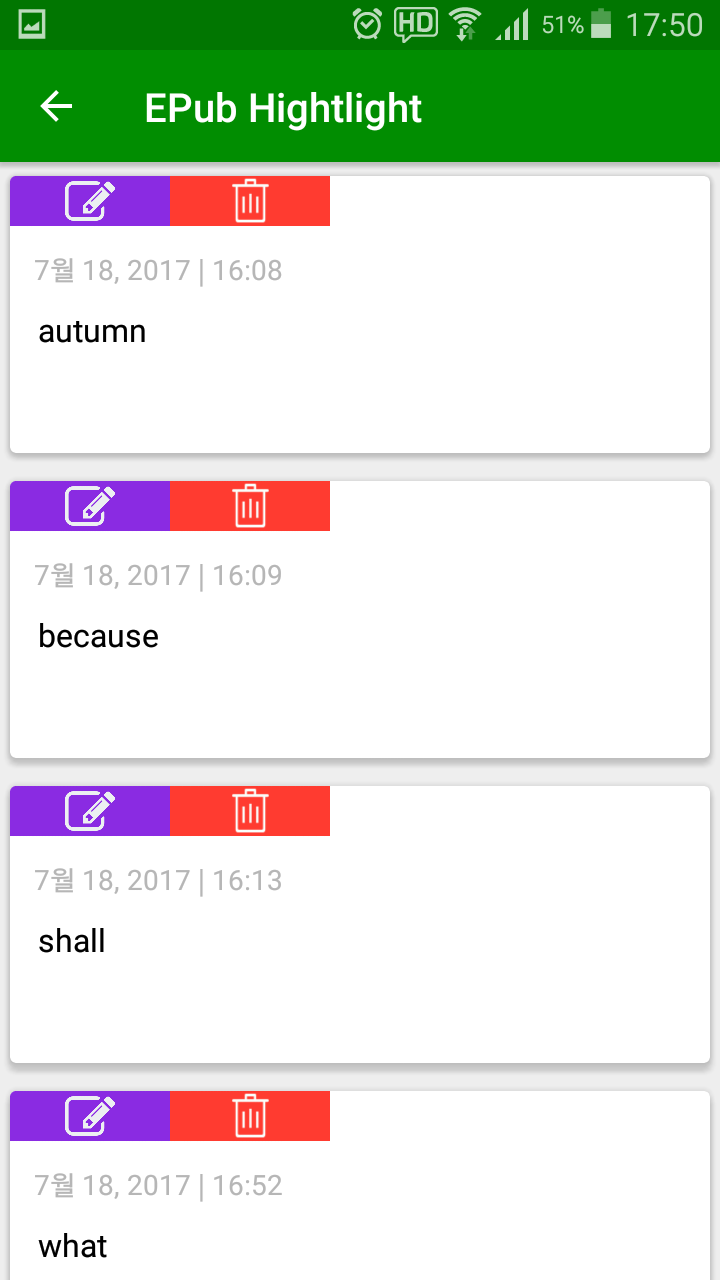 HD 51% 17:50
EPub Hightlight
7월 18, 2017 | 16:08
autumn
7월 18, 2017 | 16:09
because
7월 18, 2017 | 16:13
shall
7월 18, 2017 | 16:52
what